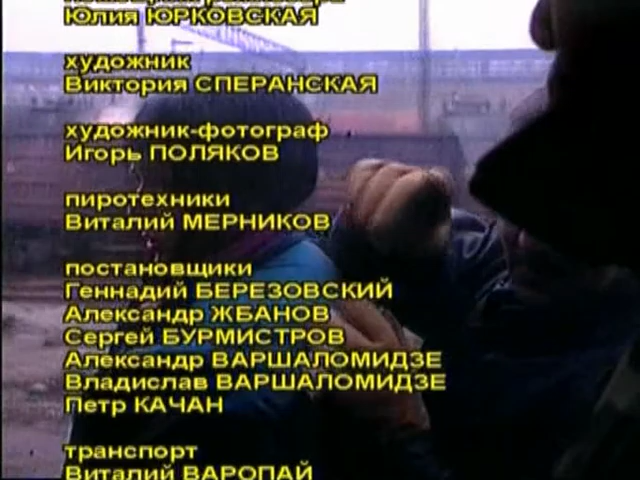 Юлия ЮРКОВСКАЯ
художник
Виктория СПЕРАНСКАЯ
художник-фотограф
Игорь ПОЛЯКОВ
пиротехники
Виталий МЕРНИКОВ
постановщики
Геннадий БЕРЕЗОВСКИЙ
Александр ЖБАНОВ
Сергей БУРМИСТРОВ
Александр ВАРШАЛОМИДЗЕ
Владислав ВАРШАЛОМИДЗЕ
Петр КАЧАН
транспорт
Виталий ВАРОПАЙ